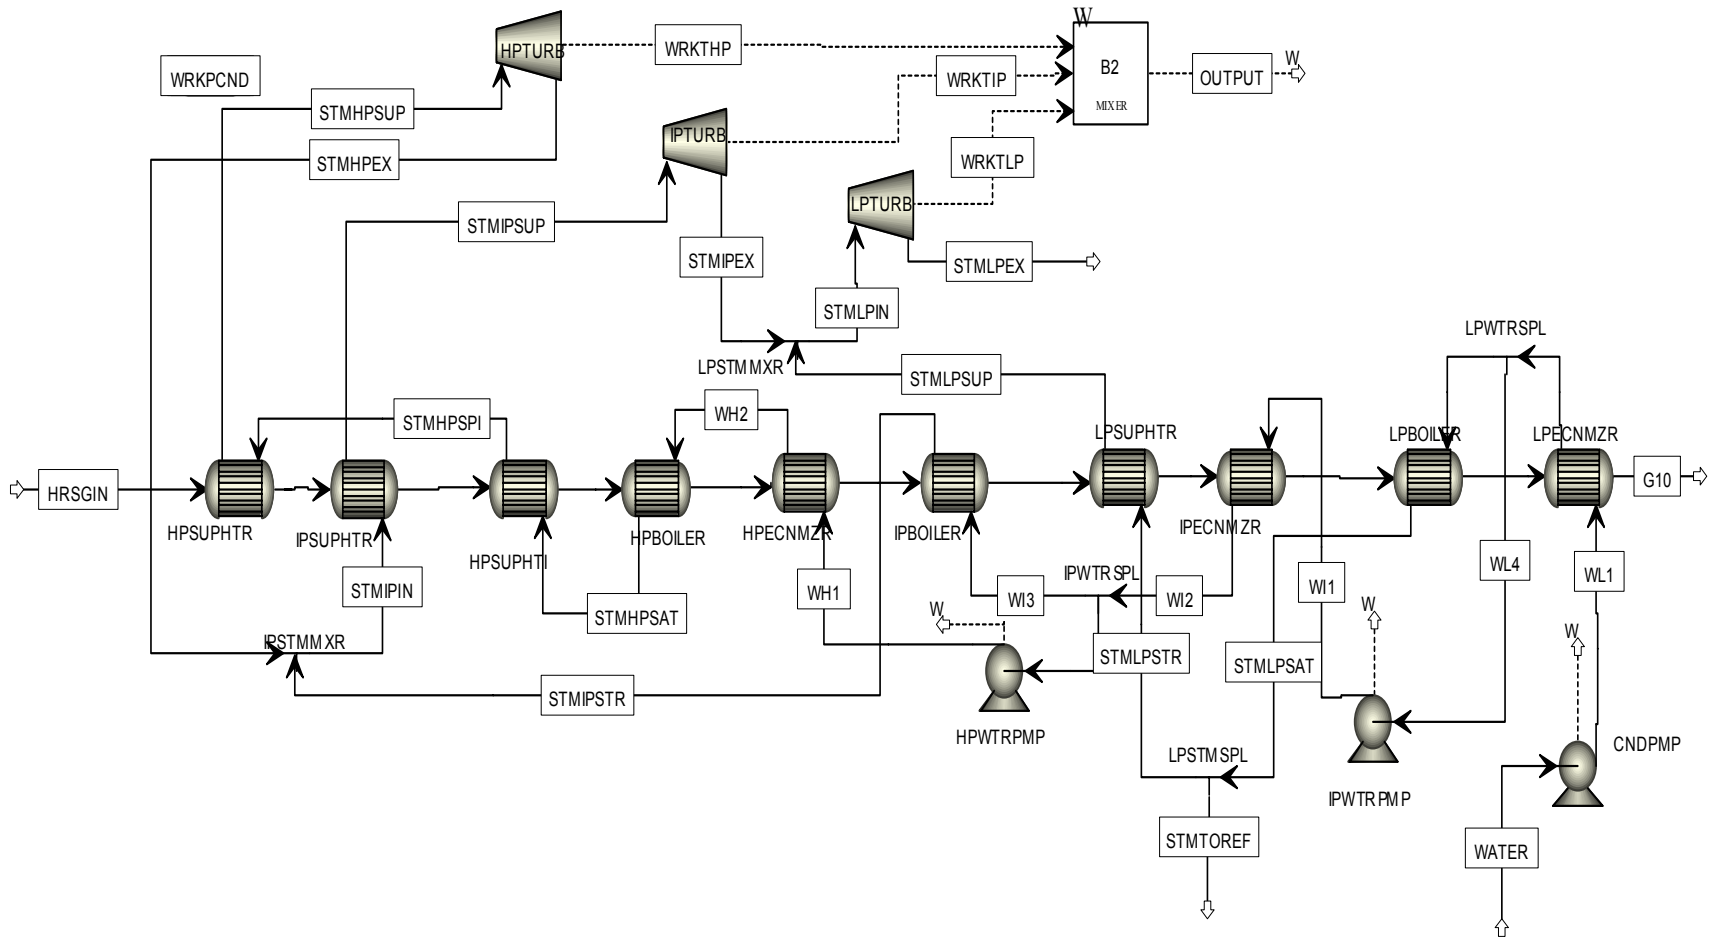 W
HPTURB
WRKTHP
B2
MIXER
W
WRKPCND
WRKTIP
OUTPUT
STMHPSUP
IPTURB
STMHPEX
WRKTLP
LPTURB
STMIPSUP
STMIPEX
STMLPEX
STMLPIN
LPWTRSPL
LPSTMMXR
STMLPSUP
WH2
STMHPSPI
LPSUPHTR
LPBOILER
LPECNMZR
G10
HRSGIN
HPSUPHTR
IPSUPHTR
HPSUPHTI
HPBOILER
HPECNMZR
IPBOILER
IPECNMZR
WL4
WL1
WI1
IPWTRSPL
STMIPIN
WH1
WI3
WI2
W
W
W
STMHPSAT
IPSTMMXR
STMLPSTR
STMLPSAT
STMIPSTR
HPWTRPMP
CNDPMP
LPSTMSPL
IPWTRPMP
STMTOREF
WATER